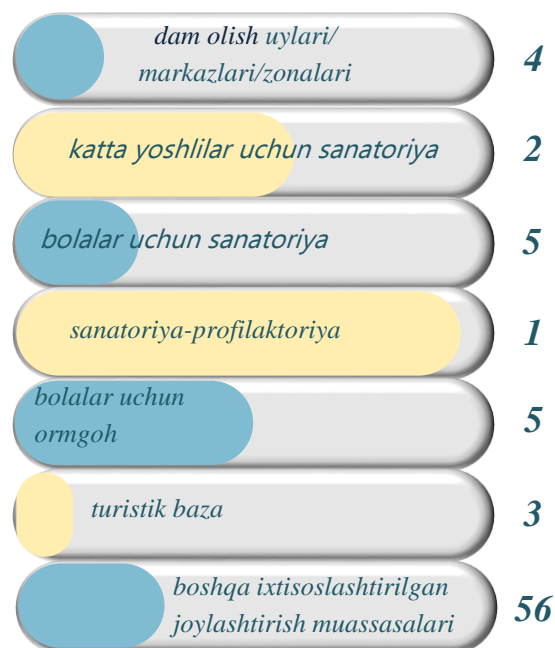 dam olish uylari/
markazlari/zonalari
4
katta yoshlilar uchun sanatoriya
2
bolalar uchun sanatoriya
5
sanatoriya-profilaktoriya
1
bolalar uchun
ormgoh
5
turistik baza
3
boshqa ixtisoslashtirilgan
joylashtirish muassasalari
56